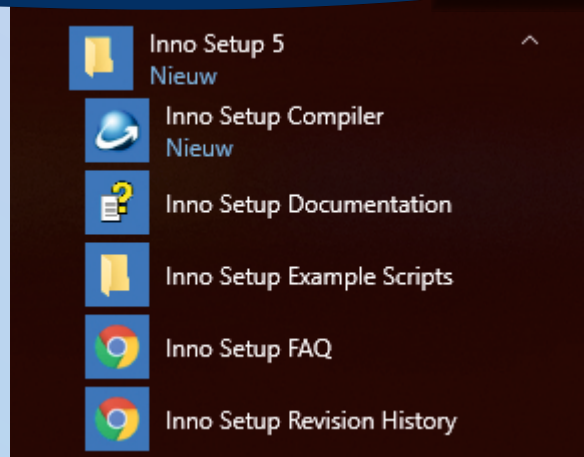 Inno Setup 5
Nieuw
Inno Setup Compiler
Nieuw
Inno Setup Documentation
Inno Setup Example Scripts
Inno Setup FAQ
Inno Setup Revision History